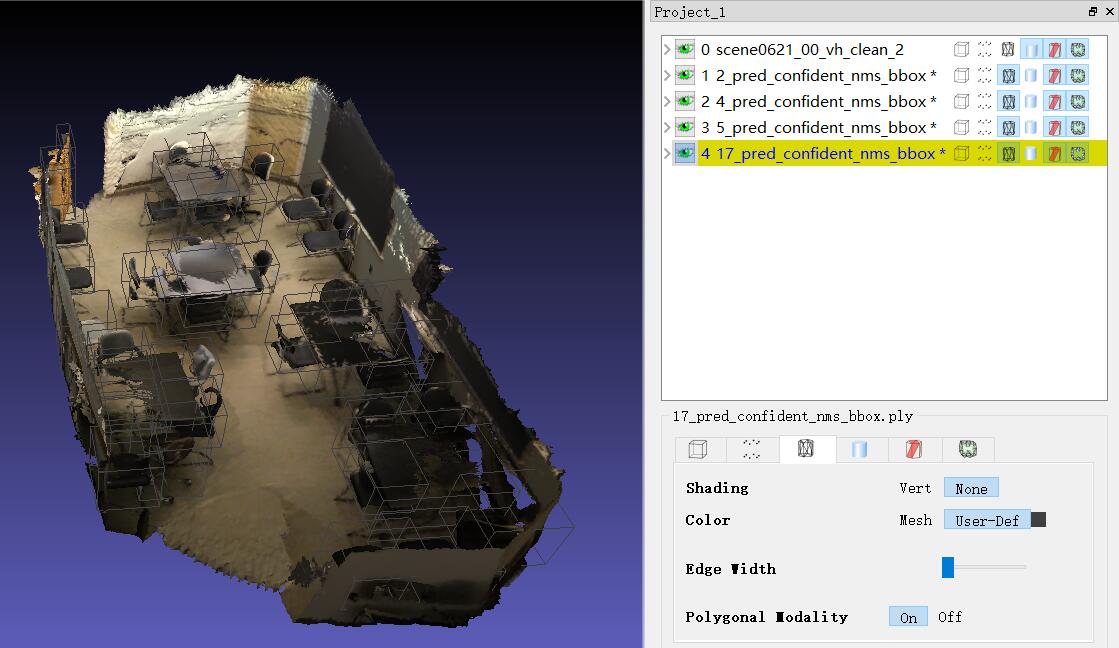 Project_1
0 scene0621_00_vh_clean_2
1 2_pred_confident_nms_bbox *
2 4_pred_confident_nms_bbox *
3 5_pred_confident_nms_bbox *
4 17_pred_confident_nms_bbox *
17_pred_confident_nms_bbox.ply
Shading Vert None
Color Mesh User-Def
Edge Width
Polygonal Modality On Off